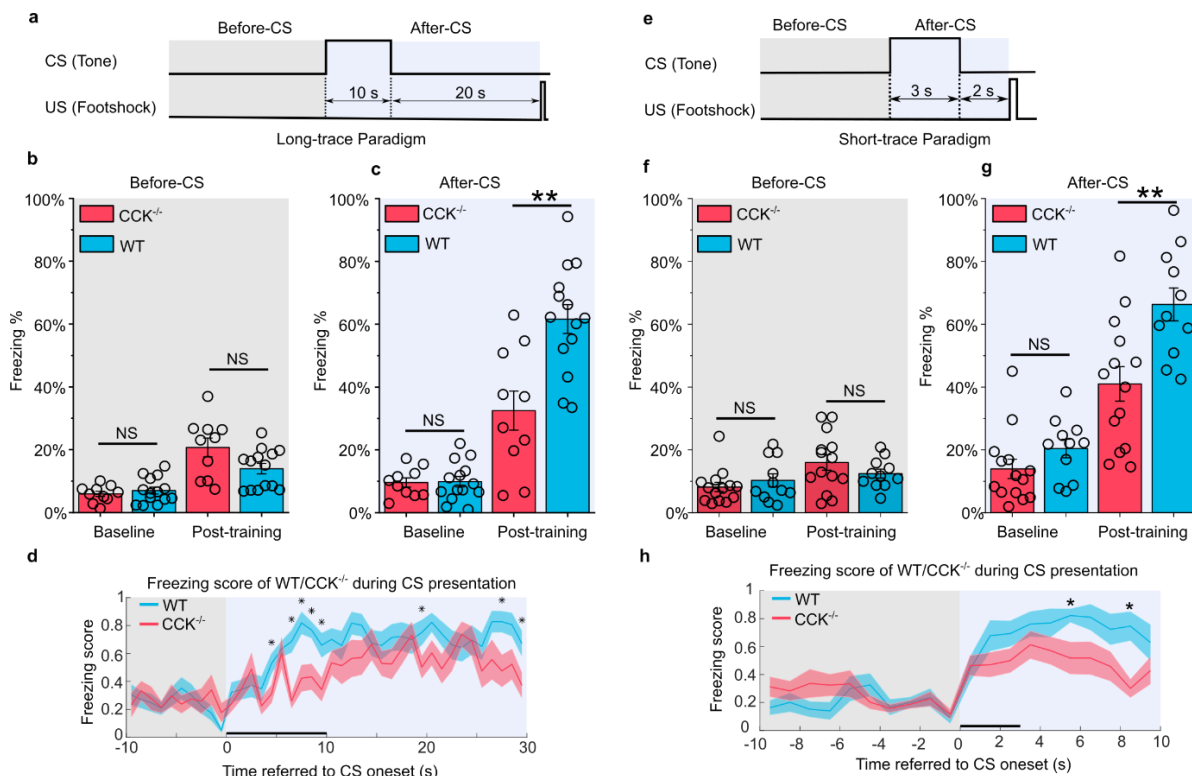 a
Before-CS
After-CS
CS (Tone)
10 s
20 s
US (Footshock)
Long-trace Paradigm
e
Before-CS
After-CS
CS (Tone)
3 s
2 s
US (Footshock)
Short-trace Paradigm
b
Before-CS
100%
80%
60%
40%
20%
0%
Freezing %
CCK-/-
WT
NS
NS
Baseline
Post-training
c
After-CS
**
100%
80%
60%
40%
20%
0%
Freezing %
CCK-/-
WT
NS
Baseline
Post-training
f
Before-CS
100%
80%
60%
40%
20%
0%
Freezing %
CCK-/-
WT
NS
NS
Baseline
Post-training
g
After-CS
**
100%
80%
60%
40%
20%
0%
Freezing %
CCK-/-
WT
NS
Baseline
Post-training
d
Freezing score of WT/CCK-/- during CS presentation
1
0.8
0.6
0.4
0.2
0
Freezing score
WT
CCK-/-
* * * * * * * *
-10
0
10
20
30
Time referred to CS oneset (s)
h
Freezing score of WT/CCK-/- during CS presentation
1
0.8
0.6
0.4
0.2
0
Freezing score
WT
CCK-/-
* *
-10
-8
-6
-4
-2
0
2
4
6
8
10
Time referred to CS oneset (s)